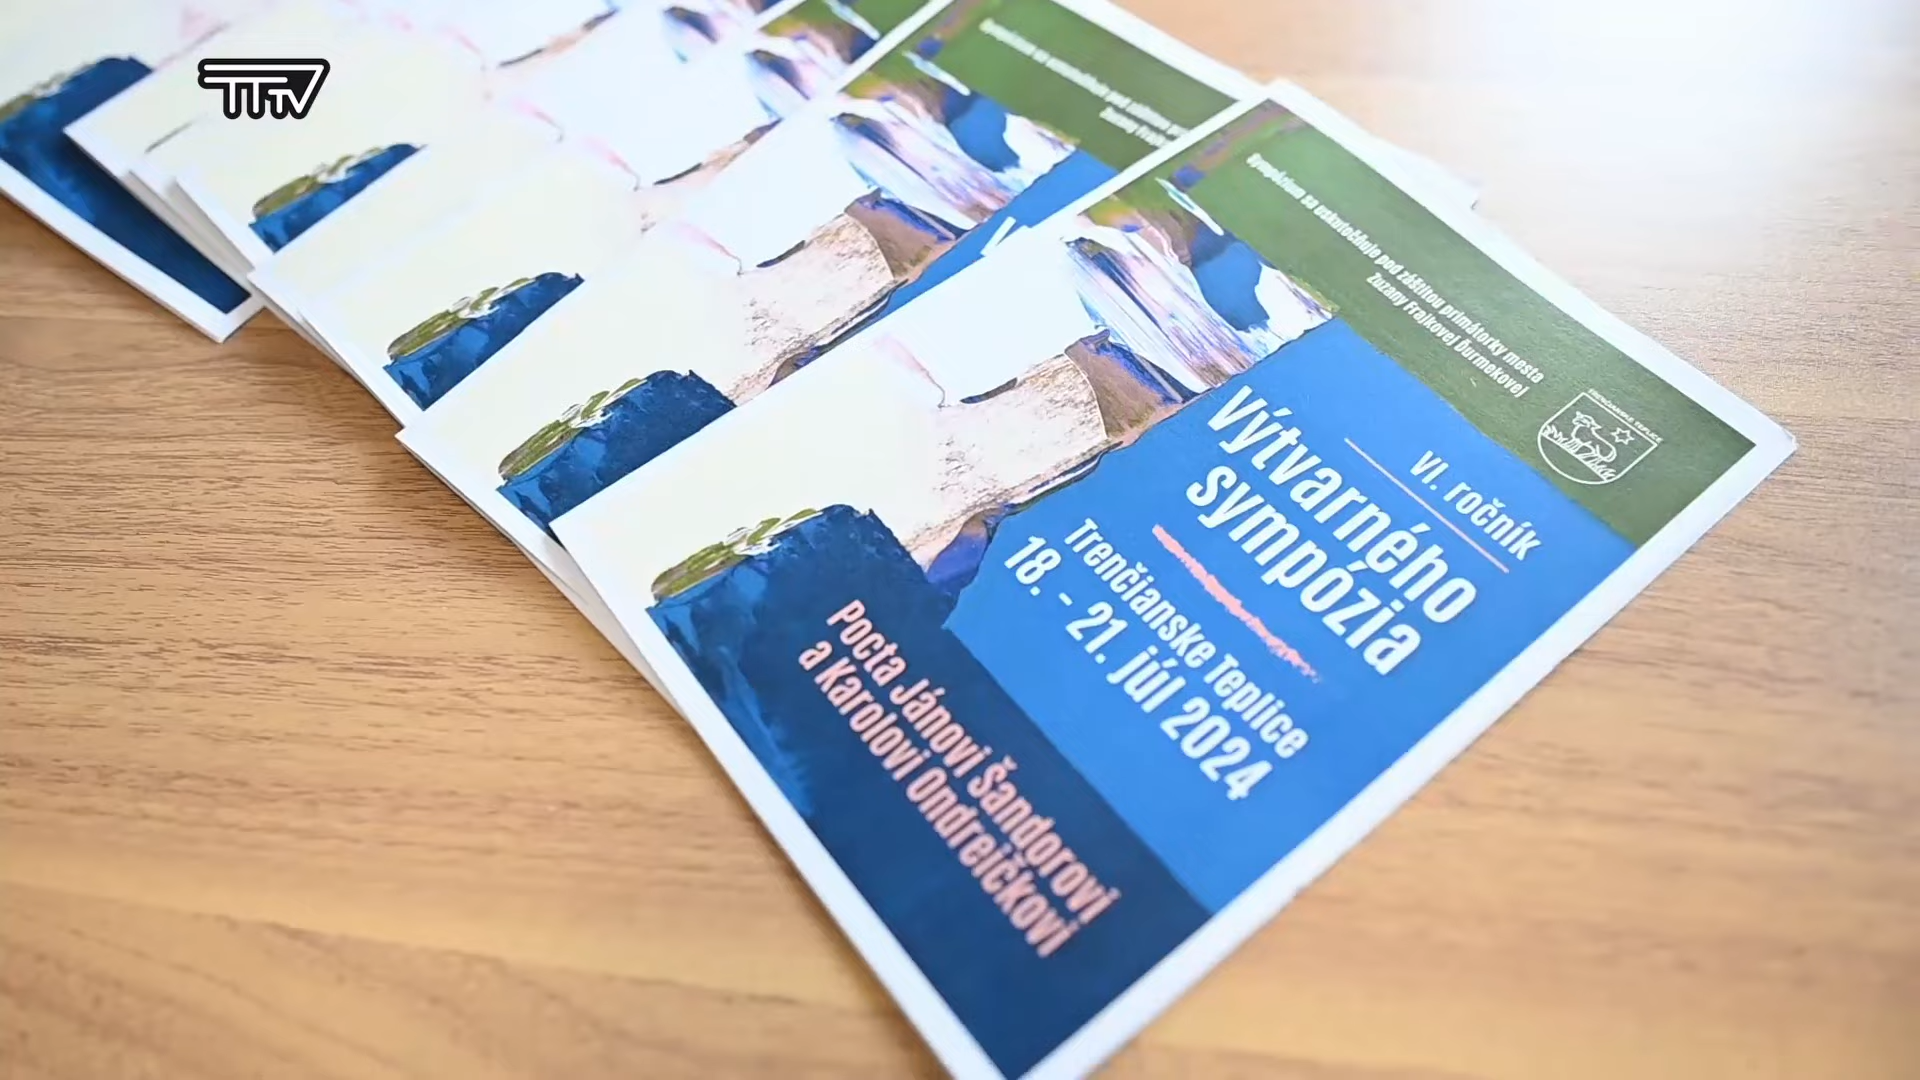 TTTV
Sympózium sa uskutočňuje pod záštitou primátorky mesta
Zuzany Frajkovej Ďurmekovej
TRENČIANSKE TEPLICE
VI. ročník
Výtvarného
sympózia
Trenčianske Teplice
18. - 21. júl 2024
Pocta Jánovi Šandorovi
a Karolovi Ondreičkovi